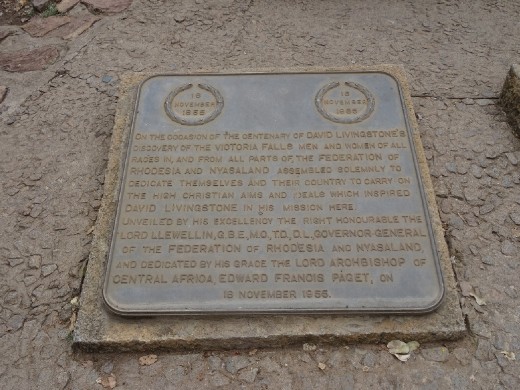 16
NOVEMBER
1855
16
NOVEMBER
1955
ON THE OCCASION OF THE CENTENARY OF DAVID LIVINGSTONE'S
DISCOVERY OF THE VICTORIA FALLS MEN AND WOMEN OF ALL
RACES IN, AND FROM ALL PARTS OF, THE FEDERATION OF
RHODESIA AND NYASALAND ASSEMBLED SOLEMNLY TO
DEDICATE THEMSELVES AND THEIR COUNTRY TO CARRY ON
THE HIGH CHRISTIAN AIMS AND IDEALS WHICH INSPIRED
DAVID LIVINGSTONE IN HIS MISSION HERE.
UNVEILED BY HIS EXCELLENCY THE RIGHT HONOURABLE THE
LORD LLEWELLIN, G.B.E., M.C., T.D., D.L., GOVERNOR-GENERAL
OF THE FEDERATION OF RHODESIA AND NYASALAND,
AND DEDICATED BY HIS GRACE THE LORD ARCHBISHOP OF
CENTRAL AFRICA, EDWARD FRANCIS PAGET, ON
16 NOVEMBER 1955.